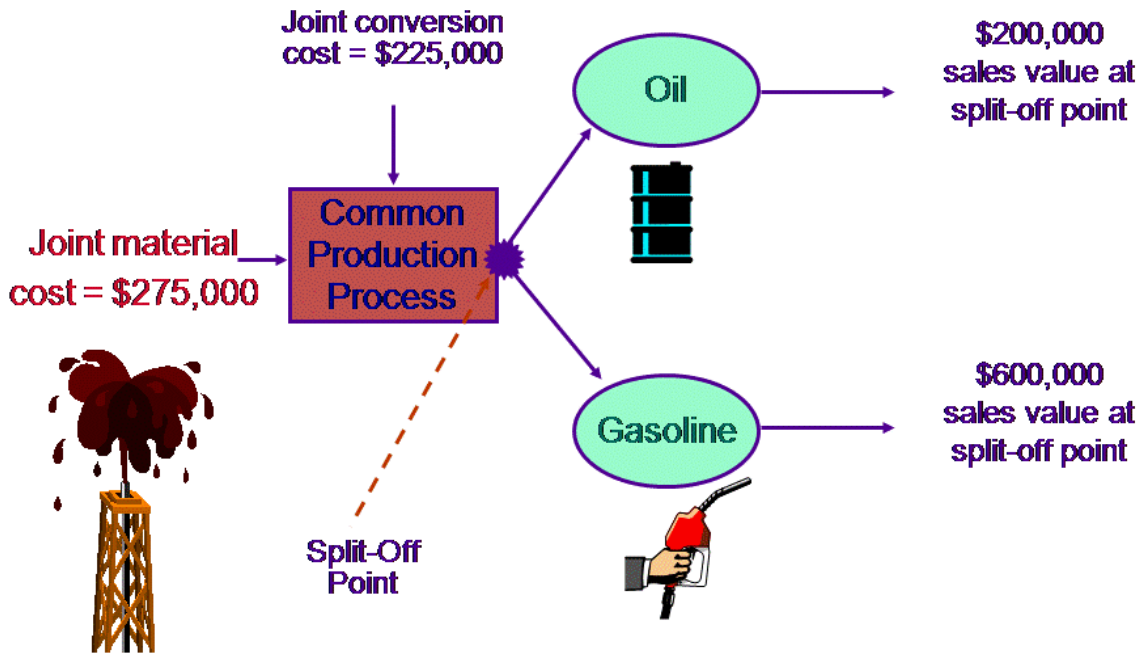 Joint conversion
cost = $225,000
Oil
$200,000
sales value at
split-off point
Common
Production
Process
Joint material
cost = $275,000
Gasoline
$600,000
sales value at
split-off point
Split-Off
Point